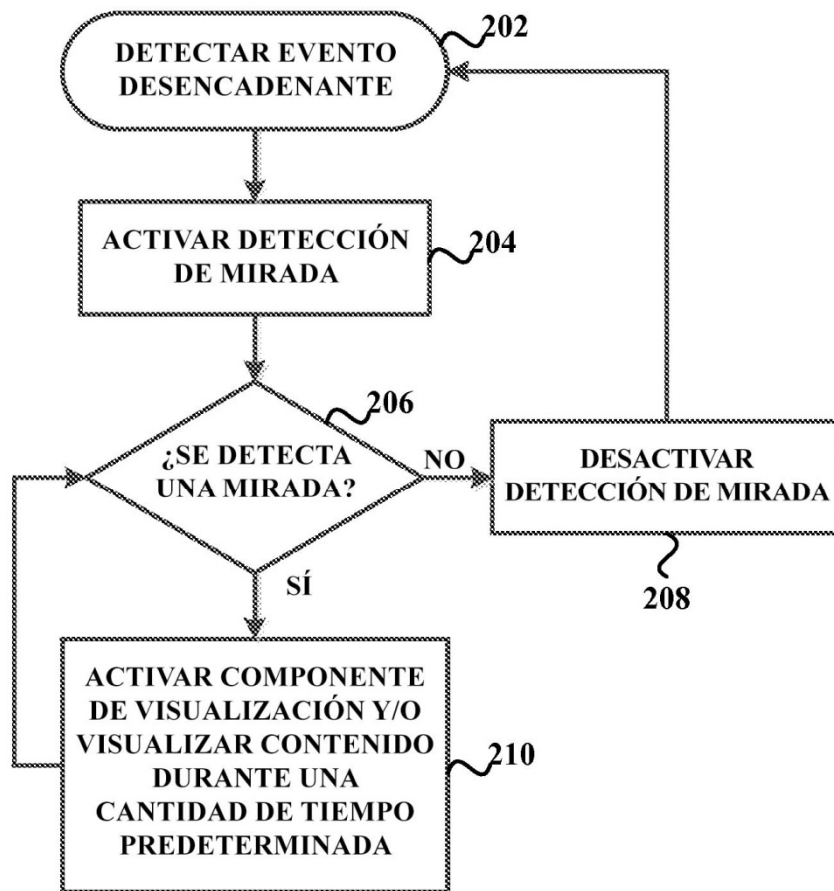 202
DETECTAR EVENTO
DESENCADENANTE
ACTIVAR DETECCIÓN
DE MIRADA
204
206
¿SE DETECTA
UNA MIRADA?
NO
DESACTIVAR
DETECCIÓN DE MIRADA
208
SÍ
ACTIVAR COMPONENTE
DE VISUALIZACIÓN Y/O
VISUALIZAR CONTENIDO
DURANTE UNA
CANTIDAD DE TIEMPO
PREDETERMINADA
210